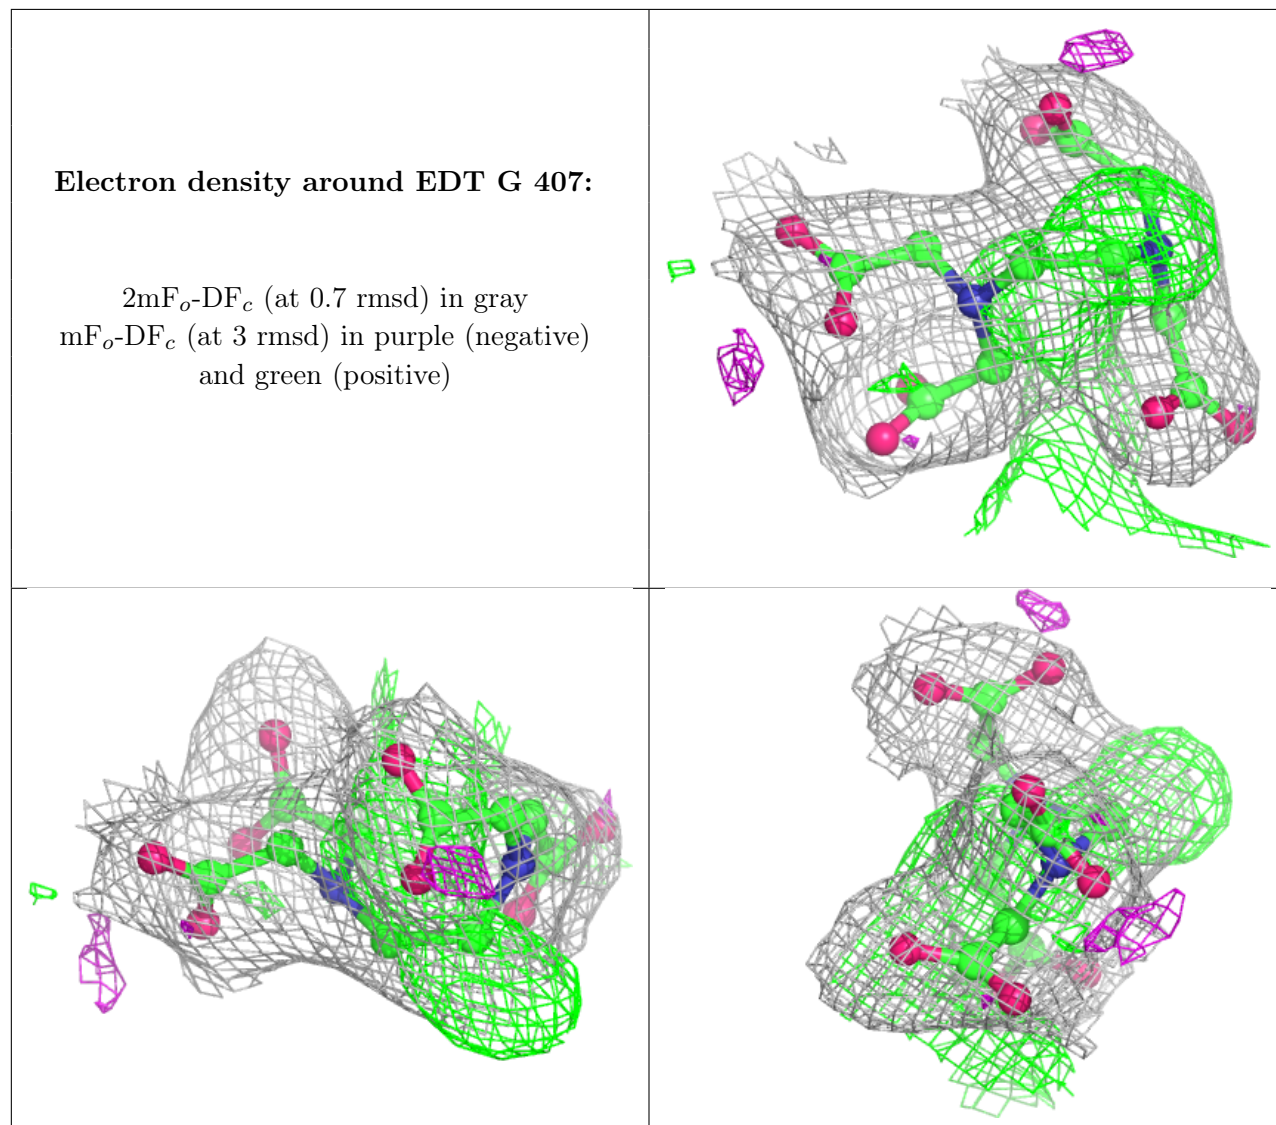 Electron density around EDT G 407:
2mFo-DFc (at 0.7 rmsd) in gray
mFo-DFc (at 3 rmsd) in purple (negative)
and green (positive)